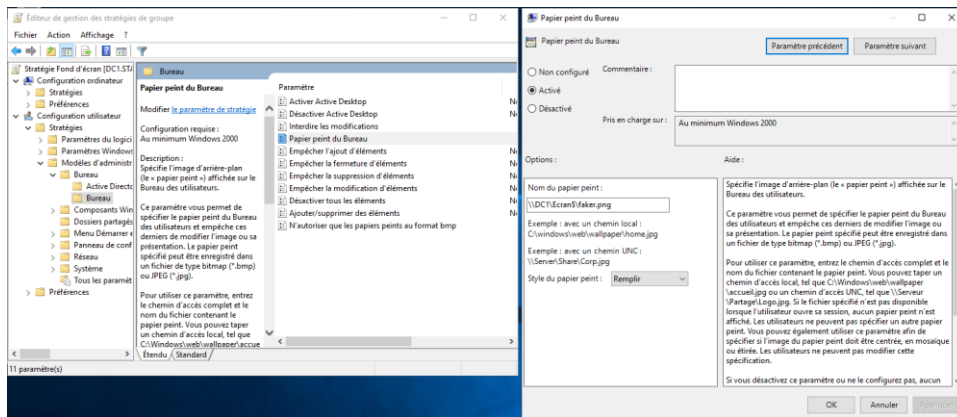 Éditeur de gestion des stratégies de groupe
Fichier Action Affichage ?
Stratégie Fond d'écran [DC1.STA
Configuration ordinateur
Stratégies
Préférences
Configuration utilisateur
Stratégies
Paramètres du logici
Paramètres Windows
Modèles d'administr
Bureau
Active Directo
Bureau
Composants Win
Dossiers partagés
Menu Démarrer e
Panneau de conf
Réseau
Système
Tous les paramèt
Préférences
Bureau
Papier peint du Bureau
Modifier le paramètre de stratégie
Configuration requise :
Au minimum Windows 2000
Description :
Spécifie l'image d'arrière-plan
(le « papier peint ») affichée sur le
Bureau des utilisateurs.
Ce paramètre vous permet de
spécifier le papier peint du Bureau
des utilisateurs et empêche ces
derniers de modifier l'image ou sa
présentation. Le papier peint
spécifié peut être enregistré dans
un fichier de type bitmap (*.bmp)
ou JPEG (*.jpg).
Pour utiliser ce paramètre, entrez
le chemin d'accès complet et le
nom du fichier contenant le
papier peint. Vous pouvez taper
un chemin d'accès local, tel que
C:\Windows\web\wallpaper\accue
Paramètre
Activer Active Desktop
Désactiver Active Desktop
Interdire les modifications
Papier peint du Bureau
Empêcher l'ajout d'éléments
Empêcher la fermeture d'éléments
Empêcher la suppression d'éléments
Empêcher la modification d'éléments
Désactiver tous les éléments
Ajouter/supprimer des éléments
N'autoriser que les papiers peints au format bmp
Étendu Standard
11 paramètre(s)
Papier peint du Bureau
Papier peint du Bureau
Paramètre précédent Paramètre suivant
Non configuré Commentaire :
Activé
Désactivé
Pris en charge sur : Au minimum Windows 2000
Options : Aide :
Nom du papier peint :
\\DC1\Ecran$\faker.png
Exemple : avec un chemin local :
C:\windows\web\wallpaper\home.jpg
Exemple : avec un chemin UNC :
\\Server\Share\Corp.jpg
Style du papier peint : Remplir
Spécifie l'image d'arrière-plan (le « papier peint ») affichée sur le
Bureau des utilisateurs.
Ce paramètre vous permet de spécifier le papier peint du Bureau
des utilisateurs et empêche ces derniers de modifier l'image ou
sa présentation. Le papier peint spécifié peut être enregistré dans
un fichier de type bitmap (*.bmp) ou JPEG (*.jpg).
Pour utiliser ce paramètre, entrez le chemin d'accès complet et le
nom du fichier contenant le papier peint. Vous pouvez taper un
chemin d'accès local, tel que C:\Windows\web\wallpaper
\accueil.jpg ou un chemin d'accès UNC, tel que \\Serveur
\Partage\Logo.jpg. Si le fichier spécifié n'est pas disponible
lorsque l'utilisateur ouvre sa session, aucun papier peint n'est
affiché. Les utilisateurs ne peuvent pas spécifier un autre papier
peint. Vous pouvez également utiliser ce paramètre afin de
spécifier si l'image du papier peint doit être centrée, en mosaïque
ou étirée. Les utilisateurs ne peuvent pas modifier cette
spécification.
Si vous désactivez ce paramètre ou ne le configurez pas, aucun
OK Annuler Appliquer